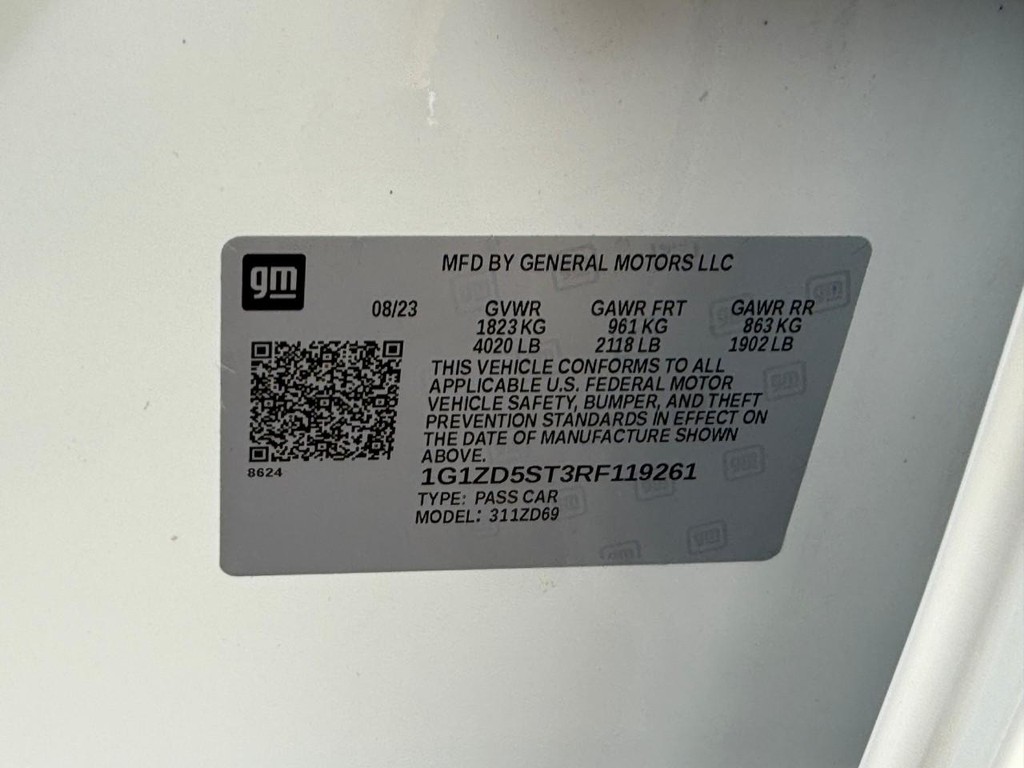 gm
MFD BY GENERAL MOTORS LLC
08/23 GVWR GAWR FRT GAWR RR
1823 KG 961 KG 863 KG
4020 LB 2118 LB 1902 LB
THIS VEHICLE CONFORMS TO ALL
APPLICABLE U.S. FEDERAL MOTOR
VEHICLE SAFETY, BUMPER, AND THEFT
PREVENTION STANDARDS IN EFFECT ON
THE DATE OF MANUFACTURE SHOWN
ABOVE.
8624
1G1ZD5ST3RF119261
TYPE: PASS CAR
MODEL: 311ZD69